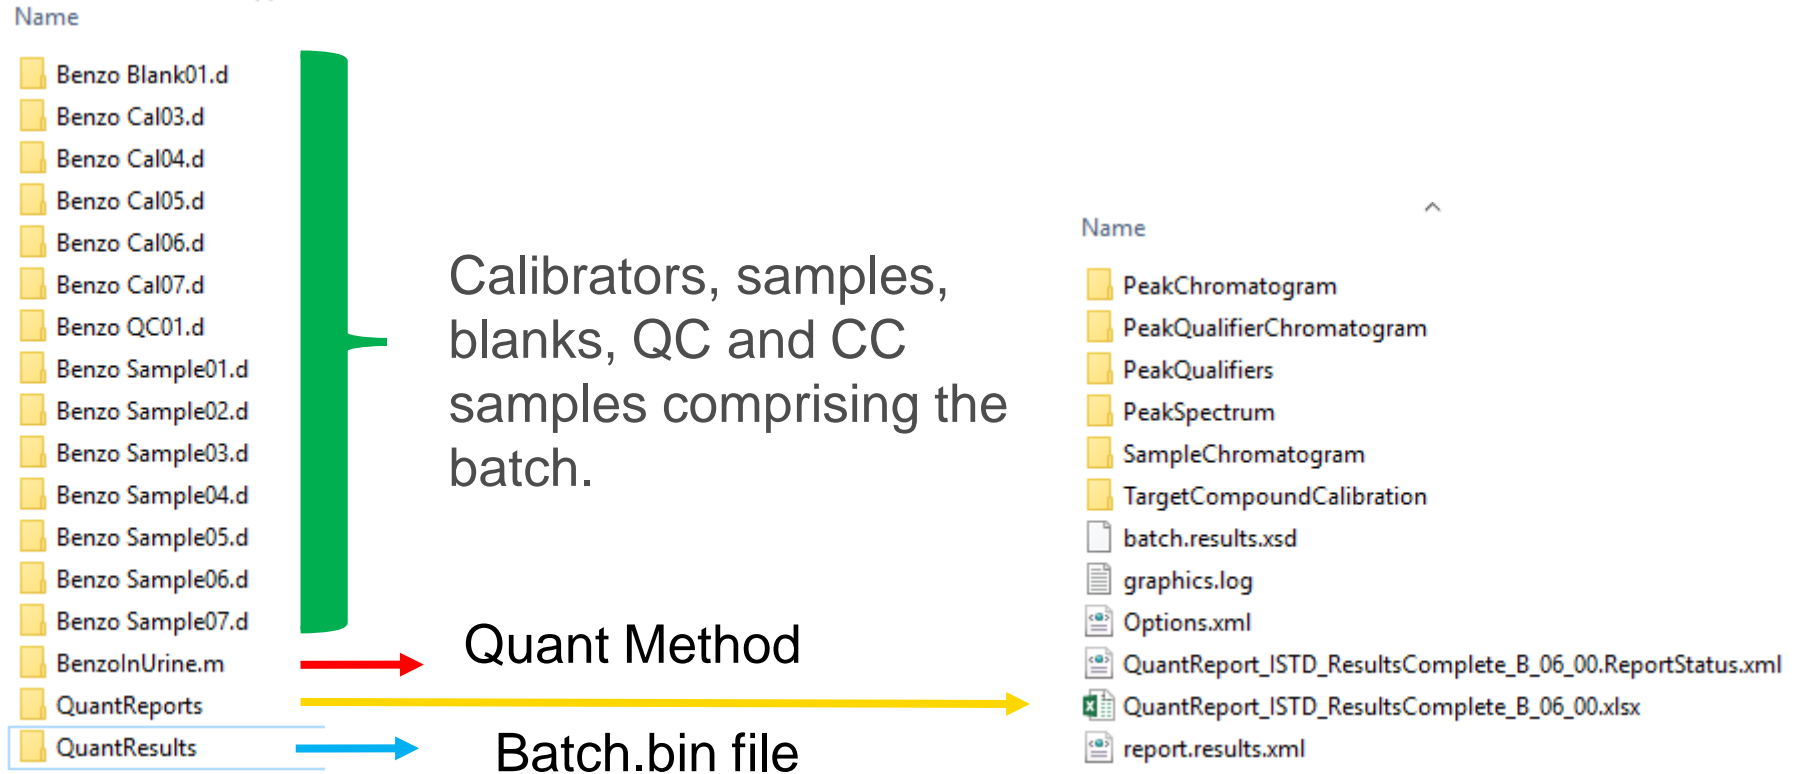 Name
Benzo Blank01.d
Benzo Cal03.d
Benzo Cal04.d
Benzo Cal05.d
Benzo Cal06.d
Benzo Cal07.d
Benzo QC01.d
Benzo Sample01.d
Benzo Sample02.d
Benzo Sample03.d
Benzo Sample04.d
Benzo Sample05.d
Benzo Sample06.d
Benzo Sample07.d
BenzoInUrine.m
QuantReports
QuantResults
Calibrators, samples,
blanks, QC and CC
samples comprising the
batch.
Quant Method
Batch.bin file
Name
PeakChromatogram
PeakQualifierChromatogram
PeakQualifiers
PeakSpectrum
SampleChromatogram
TargetCompoundCalibration
batch.results.xsd
graphics.log
Options.xml
QuantReport_ISTD_ResultsComplete_B_06_00.ReportStatus.xml
QuantReport_ISTD_ResultsComplete_B_06_00.xlsx
report.results.xml